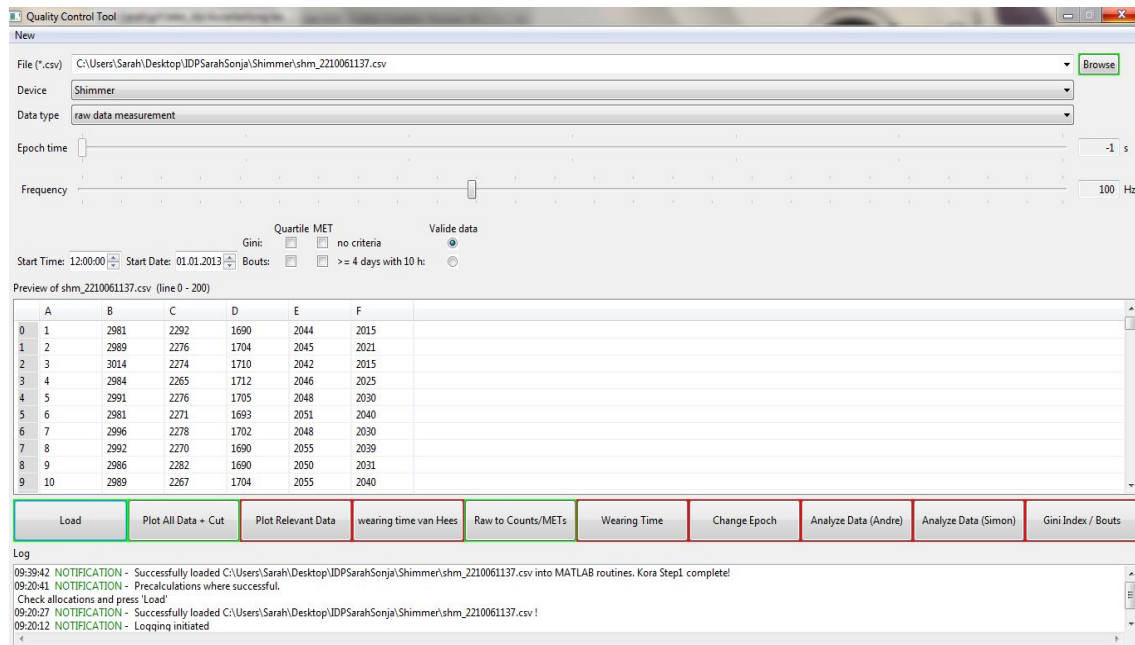 Quality Control Tool
New
File (*.csv) C:\Users\Sarah\Desktop\IDPSarahSonja\Shimmer\shm_2210061137.csv Browse
Device Shimmer
Data type raw data measurement
Epoch time -1 s
Frequency 100 Hz
Quartile MET Valide data
Gini: no criteria
Start Time: 12:00:00 Start Date: 01.01.2013 Bouts: >= 4 days with 10 h:
Preview of shm_2210061137.csv (line 0 - 200)
A B C D E F
0 1 2981 2292 1690 2044 2015
1 2 2989 2276 1704 2045 2021
2 3 3014 2274 1710 2042 2015
3 4 2984 2265 1712 2046 2025
4 5 2991 2276 1705 2048 2030
5 6 2981 2271 1693 2051 2040
6 7 2996 2278 1702 2048 2030
7 8 2992 2270 1690 2055 2039
8 9 2986 2282 1690 2050 2031
9 10 2989 2267 1704 2055 2040
Load Plot All Data + Cut Plot Relevant Data wearing time van Hees Raw to Counts/METs Wearing Time Change Epoch Analyze Data (Andre) Analyze Data (Simon) Gini Index / Bouts
Log
09:39:42 NOTIFICATION - Successfully loaded C:\Users\Sarah\Desktop\IDPSarahSonja\Shimmer\shm_2210061137.csv into MATLAB routines. Kora Step1 complete!
09:20:41 NOTIFICATION - Precalculations where successful.
Check allocations and press 'Load'
09:20:27 NOTIFICATION - Successfully loaded C:\Users\Sarah\Desktop\IDPSarahSonja\Shimmer\shm_2210061137.csv !
09:20:12 NOTIFICATION - Logging initiated